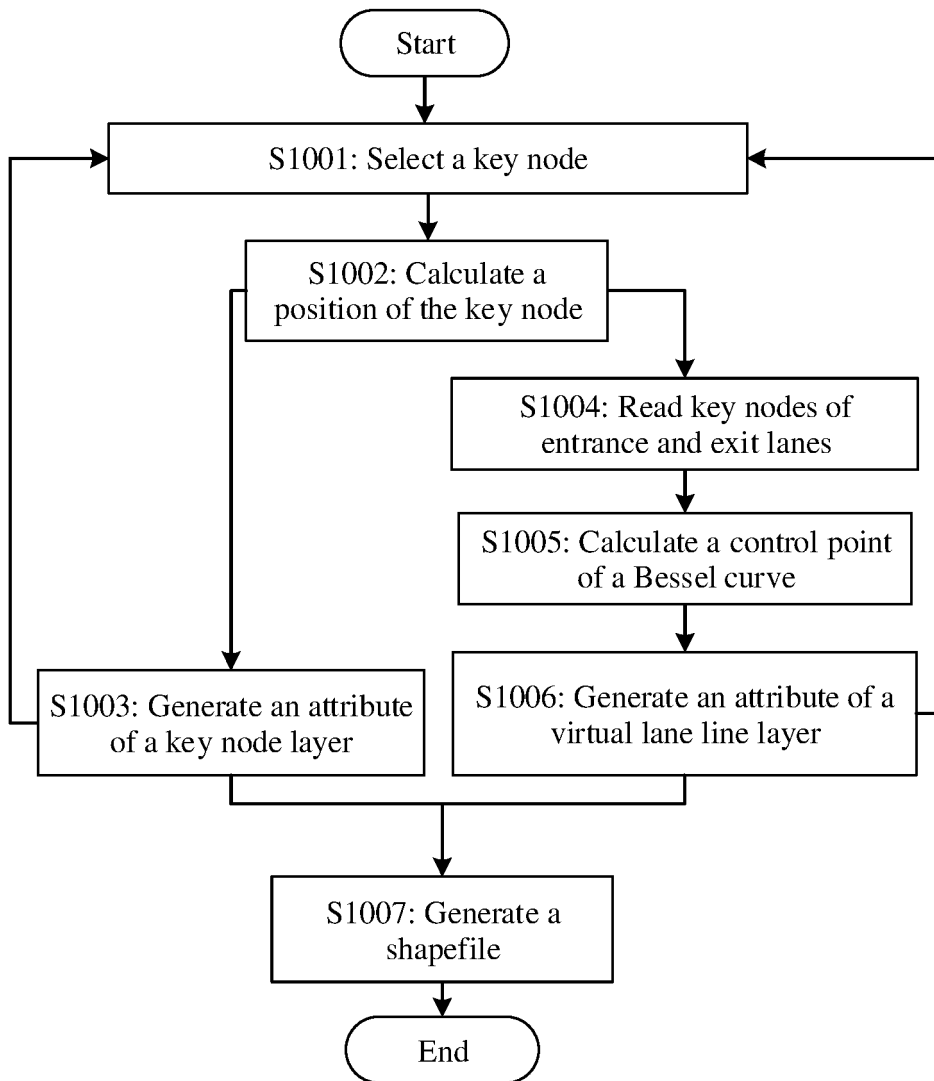 Start
S1001: Select a key node
S1002: Calculate a
position of the key node
S1004: Read key nodes of
entrance and exit lanes
S1005: Calculate a control point
of a Bessel curve
S1003: Generate an attribute
of a key node layer
S1006: Generate an attribute of a
virtual lane line layer
S1007: Generate a
shapefile
End